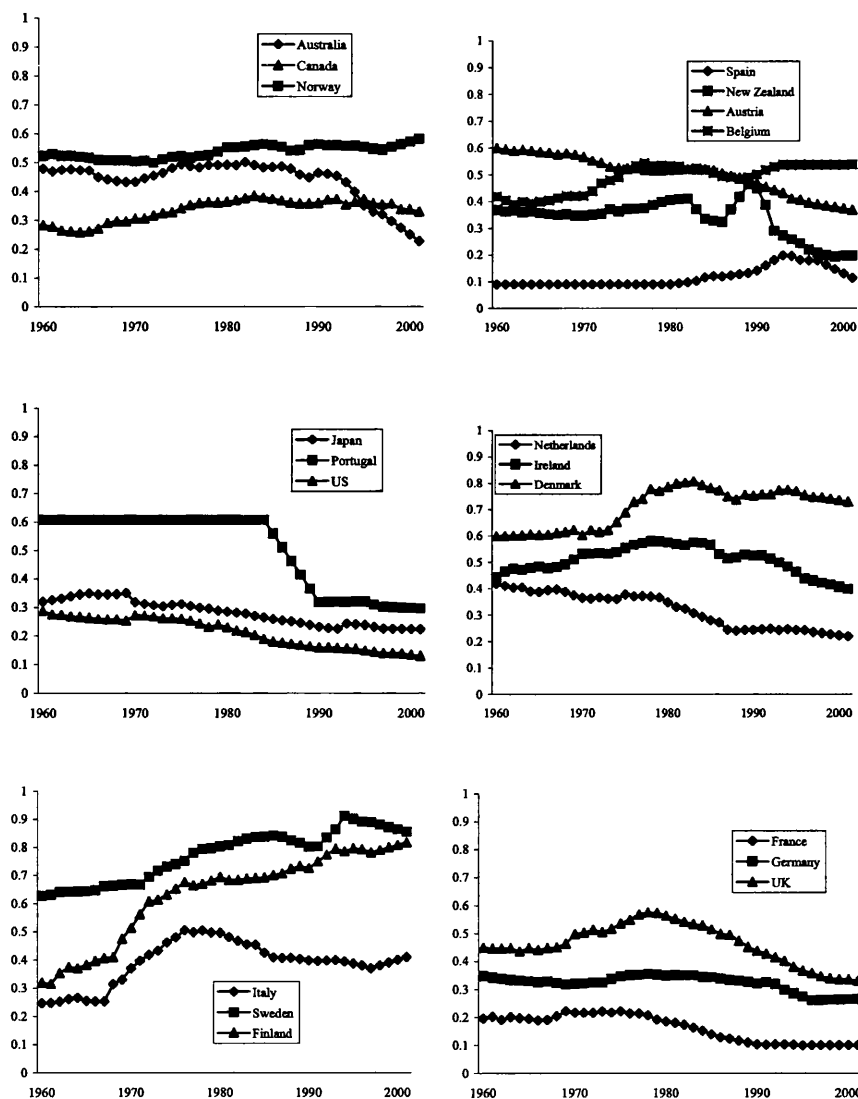 1
0.9
0.8
0.7
0.6
0.5
0.4
0.3
0.2
0.1
0
1960 1970 1980 1990 2000
Australia
Canada
Norway
1
0.9
0.8
0.7
0.6
0.5
0.4
0.3
0.2
0.1
0
1960 1970 1980 1990 2000
Spain
New Zealand
Austria
Belgium
1
0.9
0.8
0.7
0.6
0.5
0.4
0.3
0.2
0.1
0
1960 1970 1980 1990 2000
Japan
Portugal
US
1
0.9
0.8
0.7
0.6
0.5
0.4
0.3
0.2
0.1
0
1960 1970 1980 1990 2000
Netherlands
Ireland
Denmark
1
0.9
0.8
0.7
0.6
0.5
0.4
0.3
0.2
0.1
0
1960 1970 1980 1990 2000
Italy
Sweden
Finland
1
0.9
0.8
0.7
0.6
0.5
0.4
0.3
0.2
0.1
0
1960 1970 1980 1990 2000
France
Germany
UK